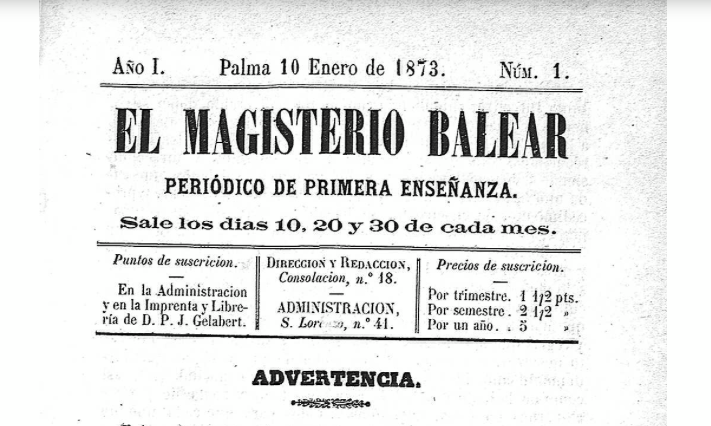 Año I. Palma 10 Enero de 1873. Núm. 1.
EL MAGISTERIO BALEAR
PERIÓDICO DE PRIMERA ENSEÑANZA.
Sale los dias 10, 20 y 30 de cada mes.
Puntos de suscricion.
En la Administracion
y en la Imprenta y Libre-
ría de D. P. J. Gelabert.
DIRECCION Y REDACCION,
Consolacion, n.º 18.
ADMINISTRACION,
S. Lorenzo, n.º 41.
Precios de suscricion.
Por trimestre. 1 1/2 pts.
Por semestre. 2 1/2 »
Por un año. . 5 »
ADVERTENCIA.